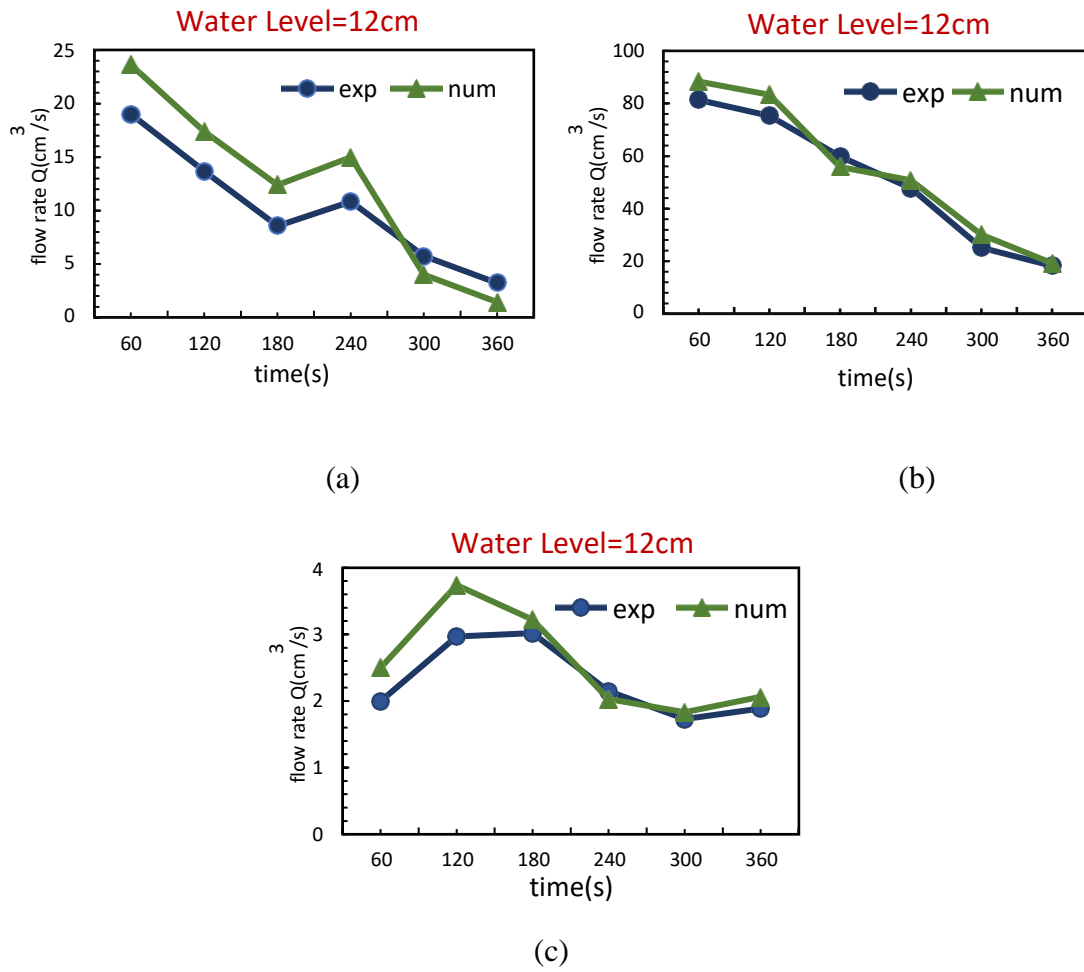 Water Level=12cm
25
20
15
10
5
0
flow rate Q(cm³/s)
exp
num
60 120 180 240 300 360
time(s)
(a)
Water Level=12cm
100
80
60
40
20
0
flow rate Q(cm³/s)
exp
num
60 120 180 240 300 360
time(s)
(b)
Water Level=12cm
4
3
2
1
0
flow rate Q(cm³/s)
exp
num
60 120 180 240 300 360
time(s)
(c)